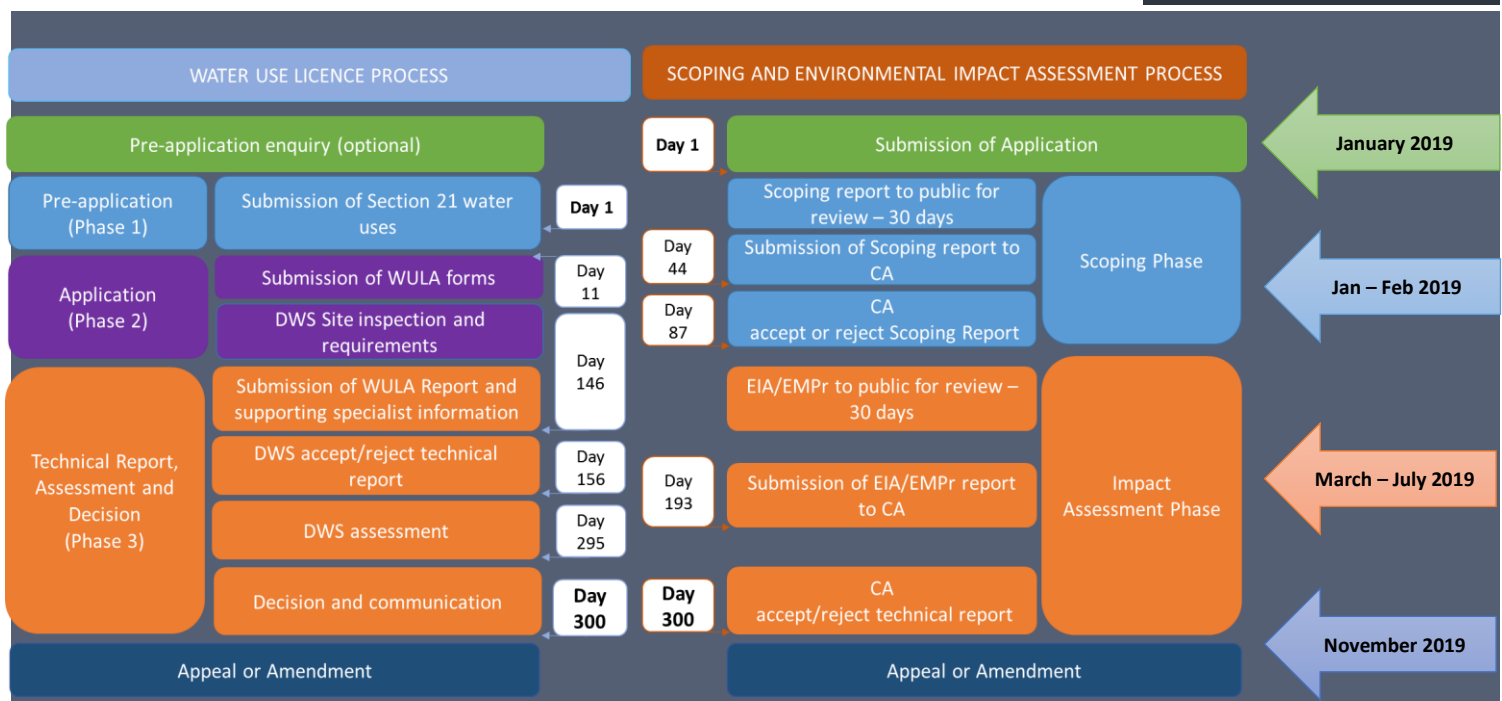 WATER USE LICENCE PROCESS
SCOPING AND ENVIRONMENTAL IMPACT ASSESSMENT PROCESS
Pre-application enquiry (optional)
Day 1
Submission of Application
January 2019
Pre-application
(Phase 1)
Submission of Section 21 water
uses
Day 1
Scoping report to public for
review – 30 days
Scoping Phase
Jan – Feb 2019
Application
(Phase 2)
Submission of WULA forms
Day
11
Day
44
Submission of Scoping report to
CA
DWS Site inspection and
requirements
Day
146
Day
87
CA
accept or reject Scoping Report
Technical Report,
Assessment and
Decision
(Phase 3)
Submission of WULA Report and
supporting specialist information
EIA/EMPr to public for review –
30 days
Impact
Assessment Phase
March – July 2019
DWS accept/reject technical
report
Day
156
Day
193
Submission of EIA/EMPr report
to CA
DWS assessment
Day
295
Decision and communication
Day
300
Day
300
CA
accept/reject technical report
November 2019
Appeal or Amendment
Appeal or Amendment